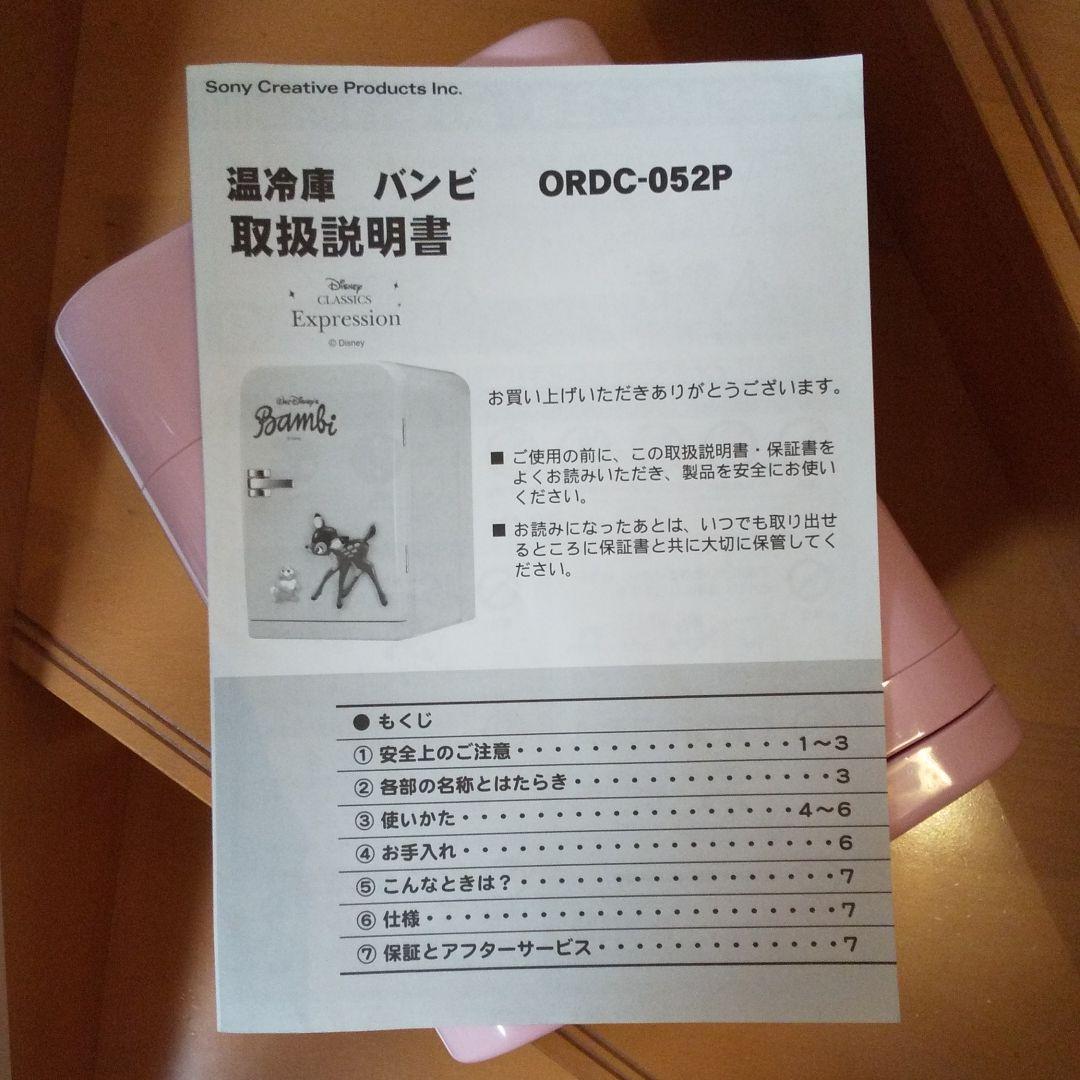 Sony Creative Products Inc.
温冷庫　バンビ　ORDC-052P
取扱説明書
Disney
CLASSICS
Expression
© Disney
Walt Disney's
Bambi
お買い上げいただきありがとうございます。
■ ご使用の前に、この取扱説明書・保証書を
よくお読みいただき、製品を安全にお使い
ください。
■ お読みになったあとは、いつでも取り出せ
るところに保証書と共に大切に保管してく
ださい。
● もくじ
① 安全上のご注意・・・・・・・・・・・・・・・1～3
② 各部の名称とはたらき・・・・・・・・・・・・・・3
③ 使いかた・・・・・・・・・・・・・・・・・・4～6
④ お手入れ・・・・・・・・・・・・・・・・・・・・6
⑤ こんなときは？・・・・・・・・・・・・・・・・・7
⑥ 仕様・・・・・・・・・・・・・・・・・・・・・・7
⑦ 保証とアフターサービス・・・・・・・・・・・・・7